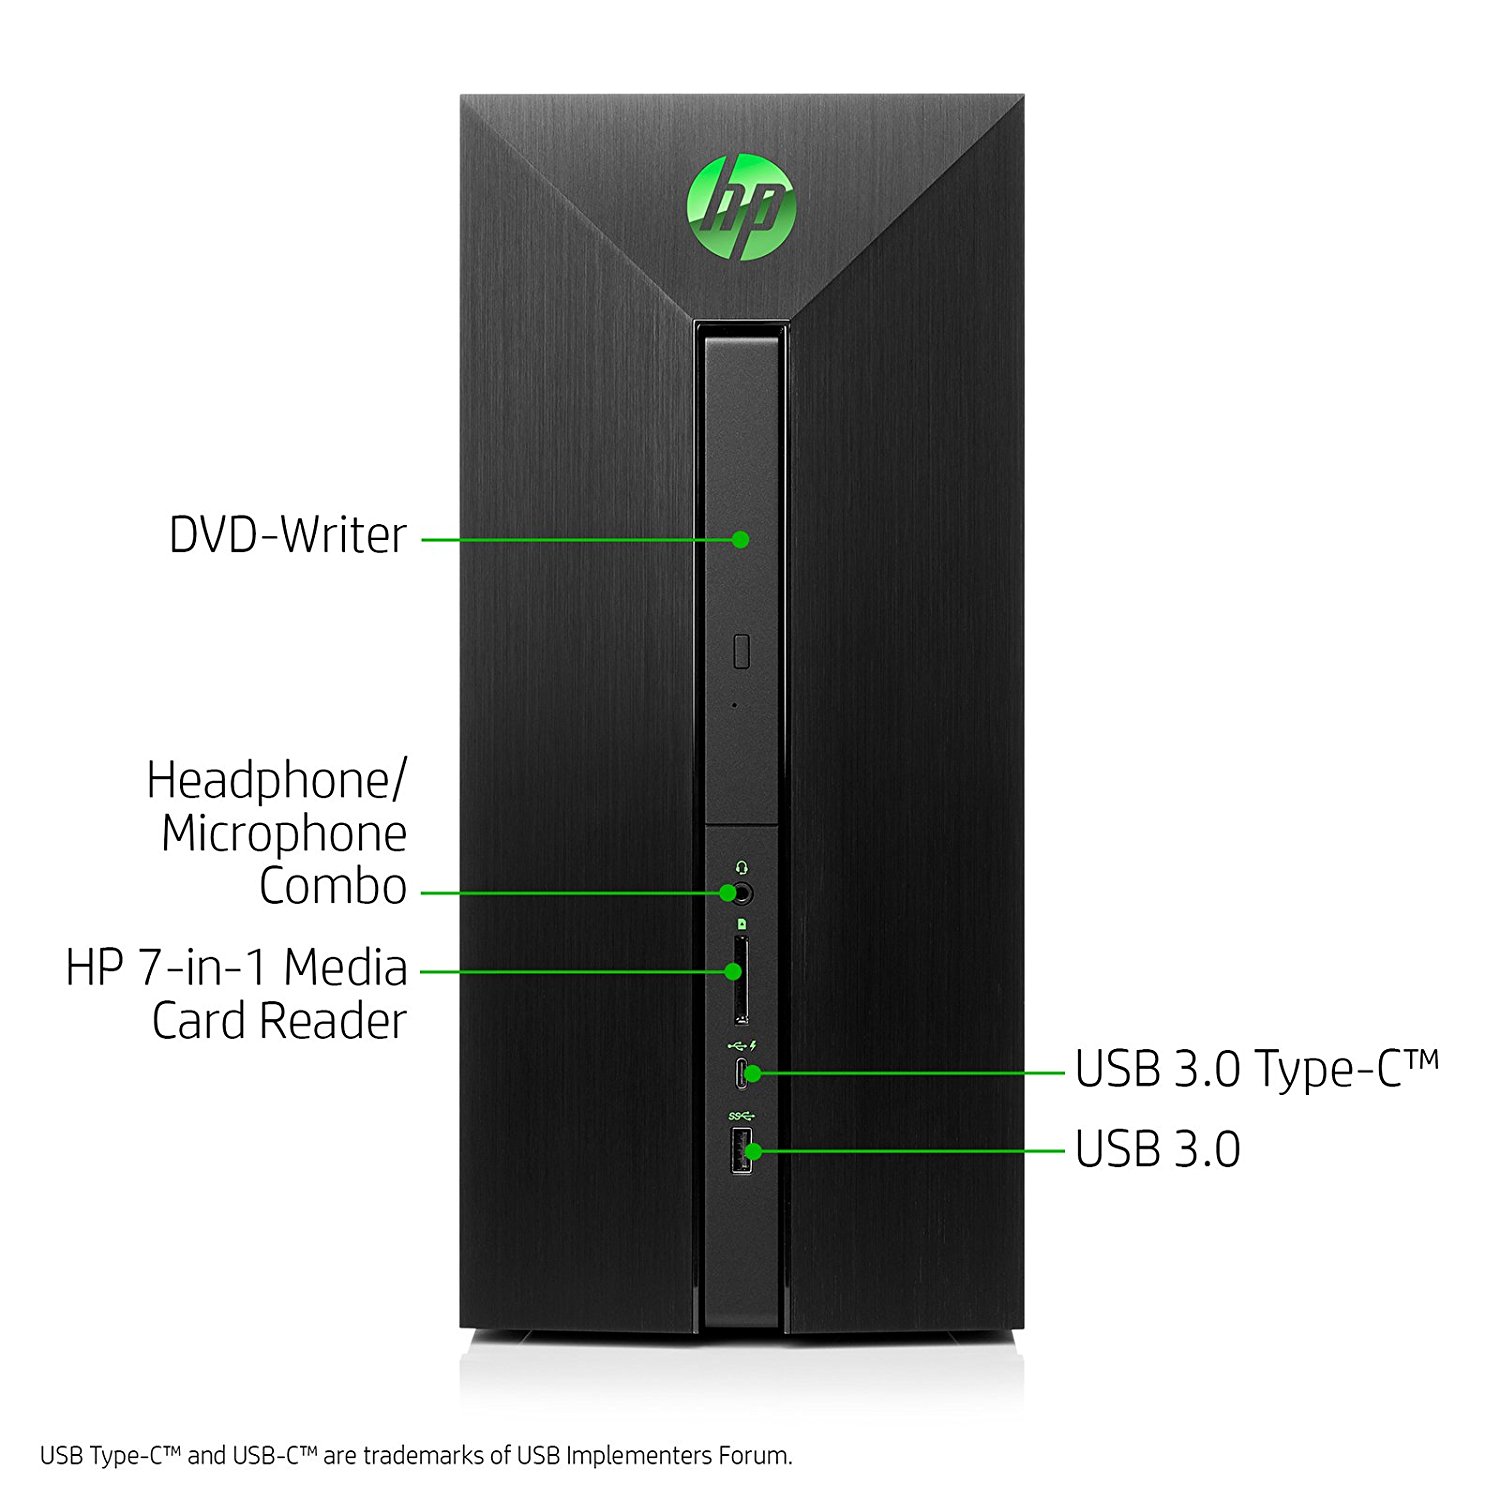 hp
DVD-Writer
Headphone/
Microphone
Combo
HP 7-in-1 Media
Card Reader
SS
USB 3.0 Type-C™
USB 3.0
USB Type-C™ and USB-C™ are trademarks of USB Implementers Forum.